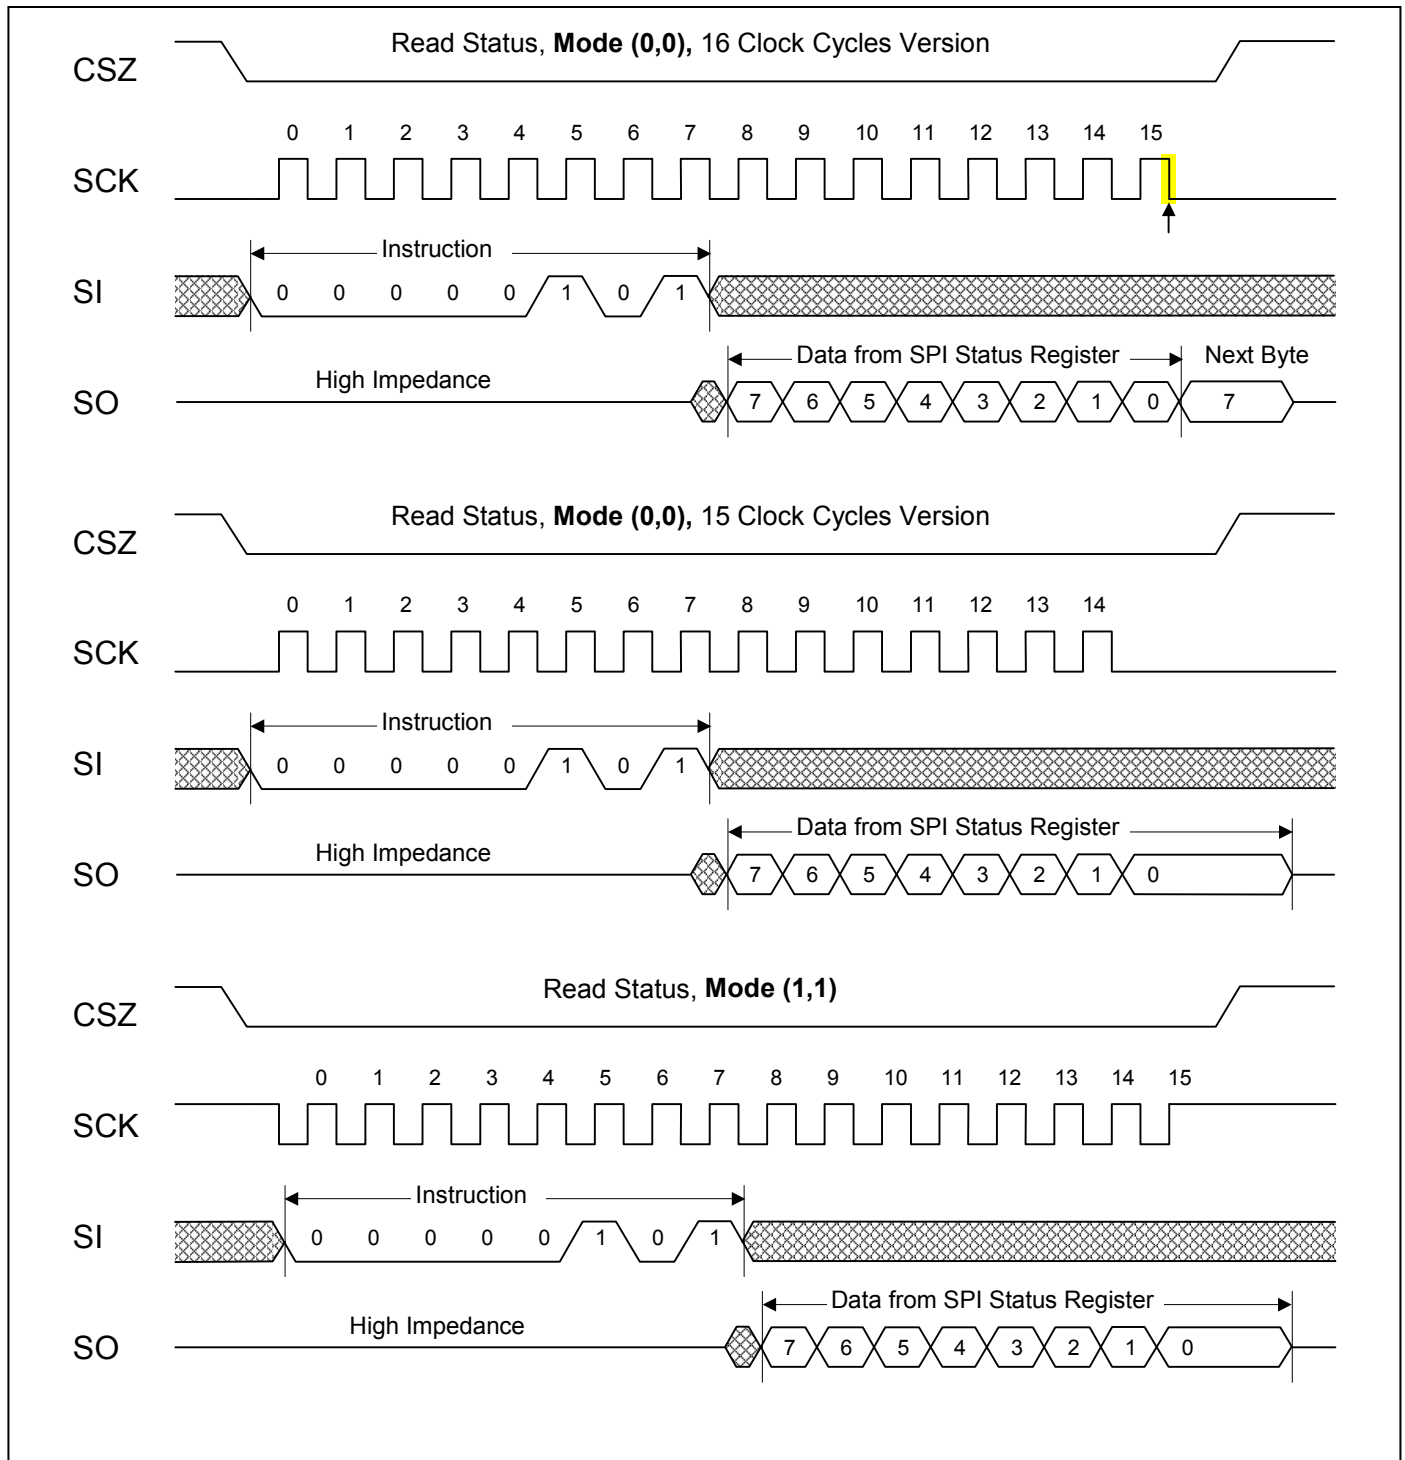 Read Status, Mode (0,0), 16 Clock Cycles Version
CSZ
0 1 2 3 4 5 6 7 8 9 10 11 12 13 14 15
SCK
Instruction
SI 0 0 0 0 0 1 0 1
Data from SPI Status Register Next Byte
High Impedance
SO 7 6 5 4 3 2 1 0 7
Read Status, Mode (0,0), 15 Clock Cycles Version
CSZ
0 1 2 3 4 5 6 7 8 9 10 11 12 13 14
SCK
Instruction
SI 0 0 0 0 0 1 0 1
Data from SPI Status Register
High Impedance
SO 7 6 5 4 3 2 1 0
Read Status, Mode (1,1)
CSZ
0 1 2 3 4 5 6 7 8 9 10 11 12 13 14 15
SCK
Instruction
SI 0 0 0 0 0 1 0 1
Data from SPI Status Register
High Impedance
SO 7 6 5 4 3 2 1 0